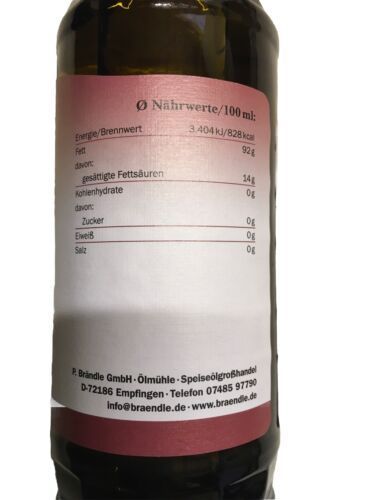 Ø Nährwerte/100 ml:
Energie/Brennwert 3.404 kJ/828 kcal
Fett 92 g
davon:
gesättigte Fettsäuren 14 g
Kohlenhydrate 0 g
davon:
Zucker 0 g
Eiweiß 0 g
Salz 0 g
P. Brändle GmbH · Ölmühle · Speiseölgroßhandel
D-72186 Empfingen · Telefon 07485 97790
info@braendle.de · www.braendle.de